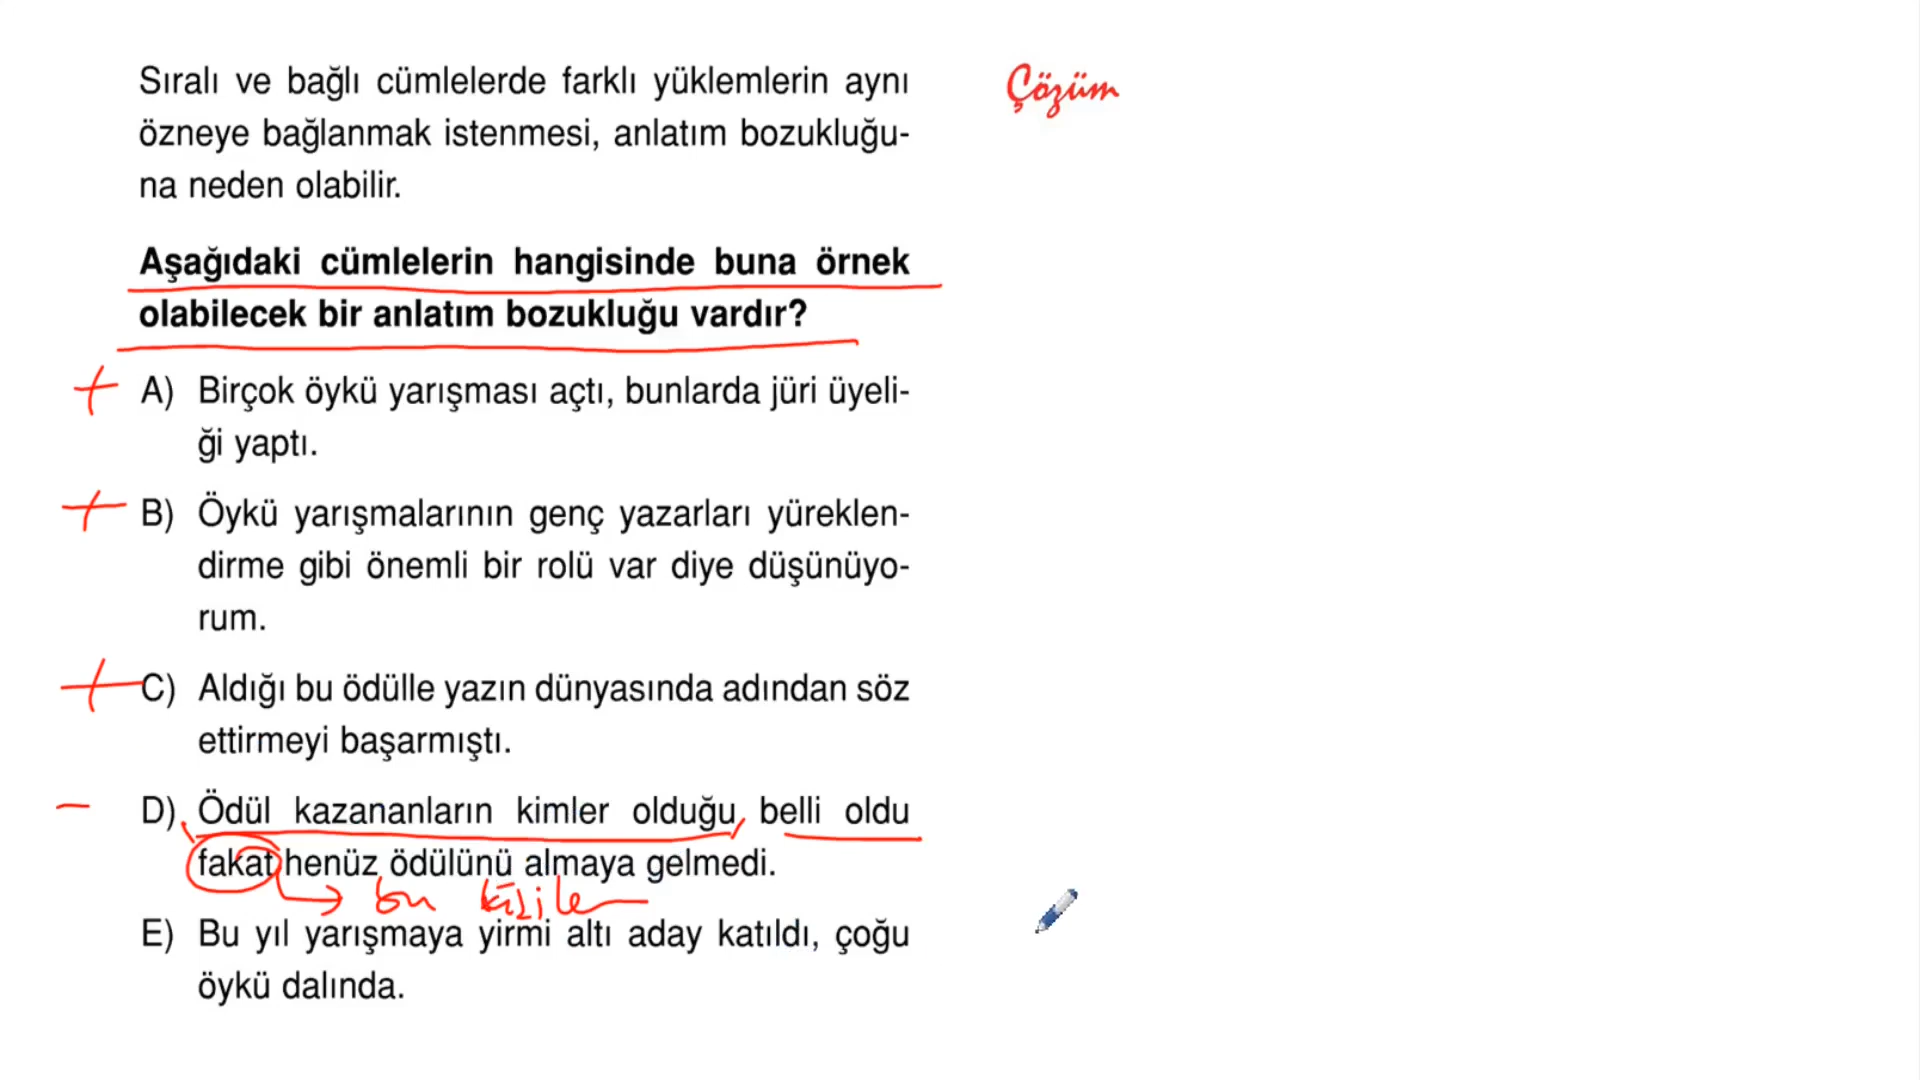 Sıralı ve bağlı cümlelerde farklı yüklemlerin aynı
Çözüm
özneye bağlanmak istenmesi, anlatım bozukluğu-
na neden olabilir.
Aşağıdaki cümlelerin hangisinde buna örnek
olabilecek bir anlatım bozukluğu vardır?
A) Birçok öykü yarışması açtı, bunlarda jüri üyeli-
ği yaptı.
B) Öykü yarışmalarının genç yazarları yüreklen-
dirme gibi önemli bir rolü var diye düşünüyo-
rum.
C) Aldığı bu ödülle yazın dünyasında adından söz
ettirmeyi başarmıştı.
D) Ödül kazananların kimler olduğu, belli oldu
fakat henüz ödülünü almaya gelmedi.
bu kişiler
E) Bu yıl yarışmaya yirmi altı aday katıldı, çoğu
öykü dalında.